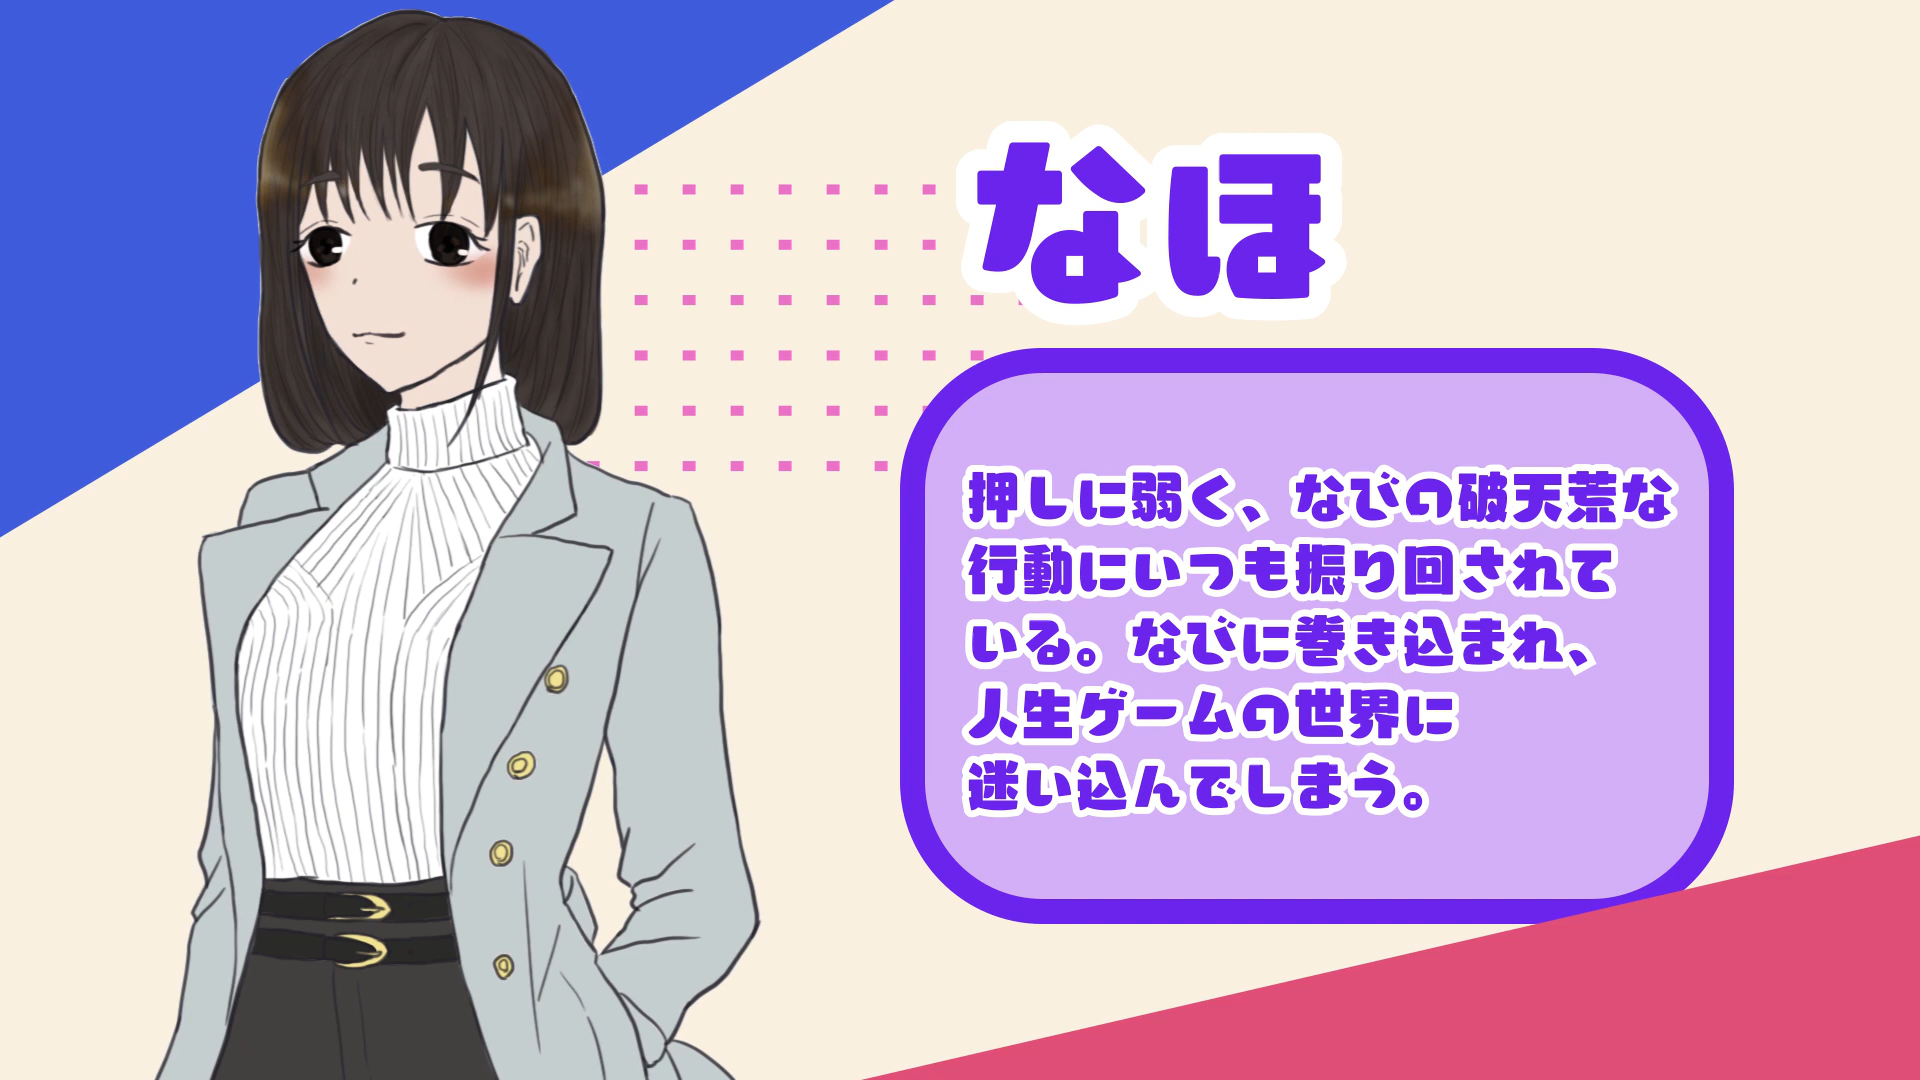 なほ
押しに弱く、なびの破天荒な
行動にいつも振り回されて
いる。なびに巻き込まれ、
人生ゲームの世界に
迷い込んでしまう。